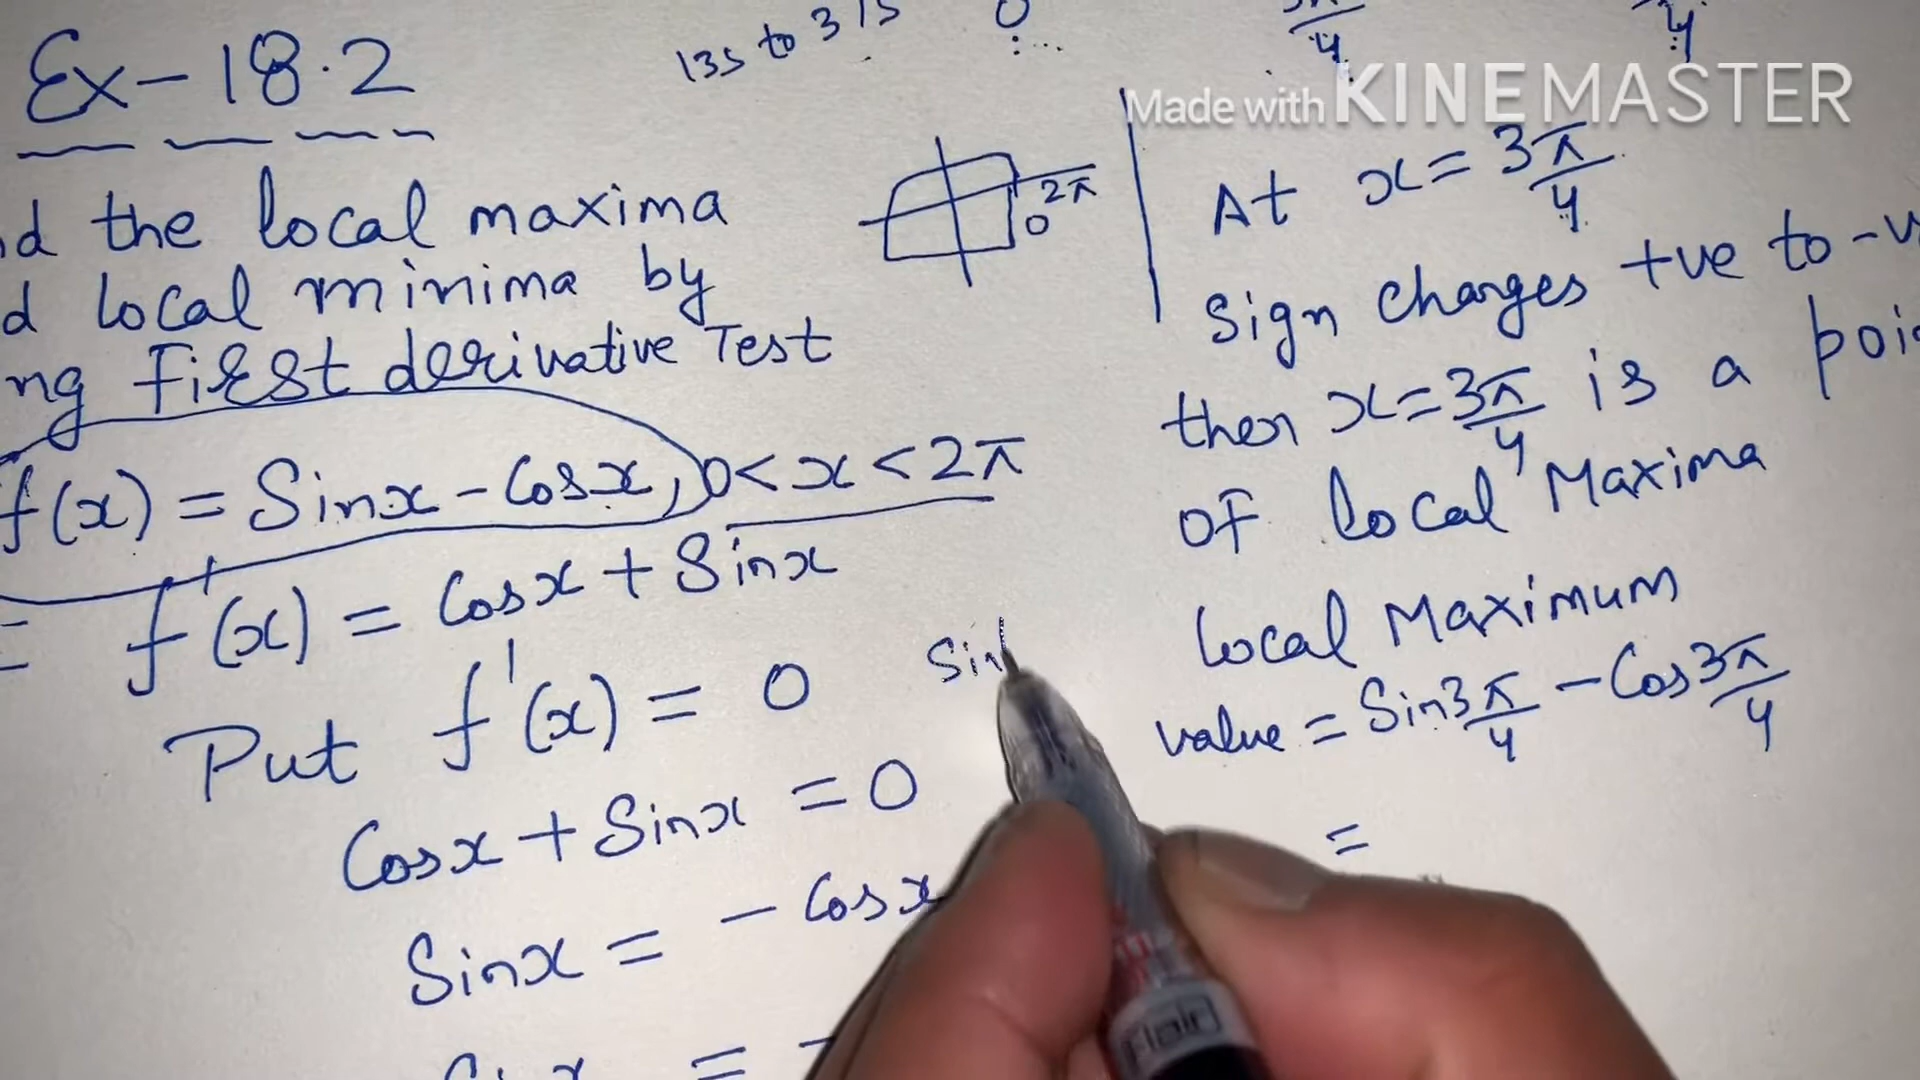 Ex-18.2
135 to 315
Made with KINEMASTER
the local maxima
local minima by
First derivative Test
f(x) = Sinx - Cosx, 0<x<2π
f'(x) = Cosx + Sinx
Put f'(x) = 0
Cosx + Sinx = 0
Sinx = - Cosx
2π
0
Sin
At x = 3π/4
Sign Changes +ve to -v
then x = 3π/4 is a poi
OF local Maxima
Local Maximum
value = Sin3π/4 - Cos3π/4
=
Flair